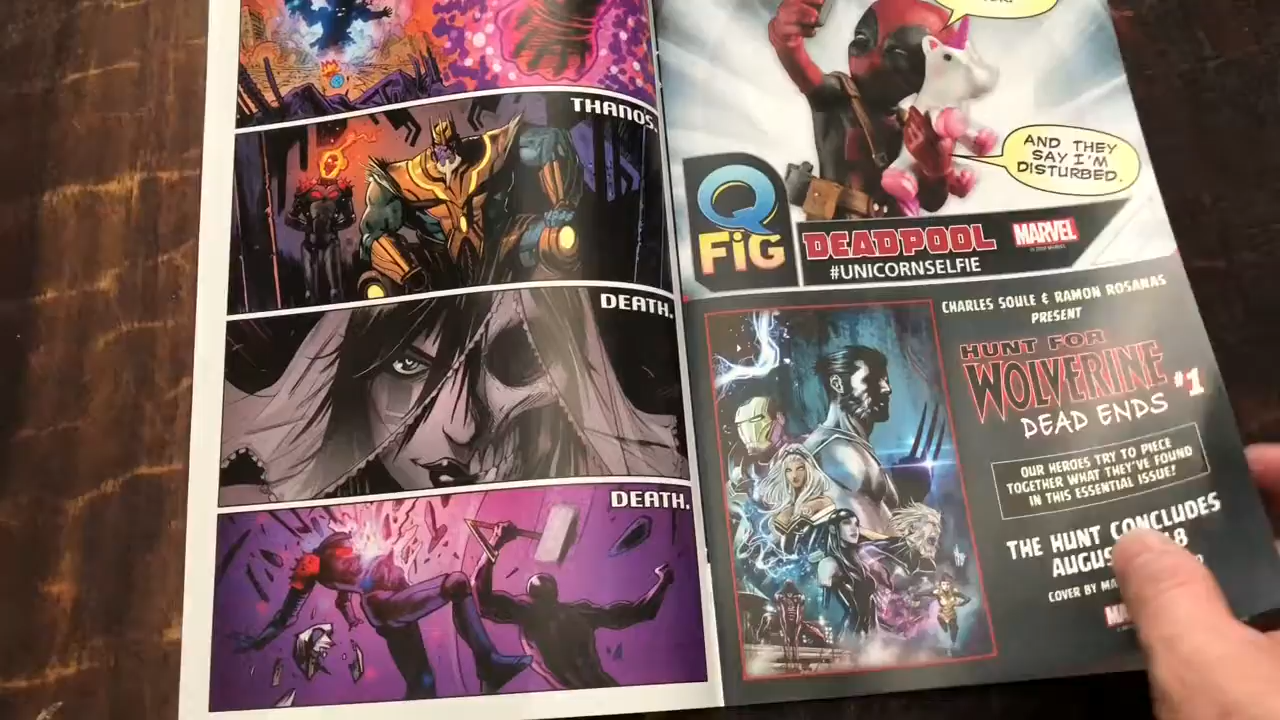 THANOS.
DEATH.
DEATH.
AND THEY
SAY I'M
DISTURBED.
Q
FiG
DEADPOOL
MARVEL
#UNICORNSELFIE
CHARLES SOULE & RAMON ROSANAS
PRESENT
HUNT FOR
WOLVERINE
DEAD ENDS #1
OUR HEROES TRY TO PIECE
TOGETHER WHAT THEY'VE FOUND
IN THIS ESSENTIAL ISSUE!
THE HUNT CONCLUDES
COVER BY